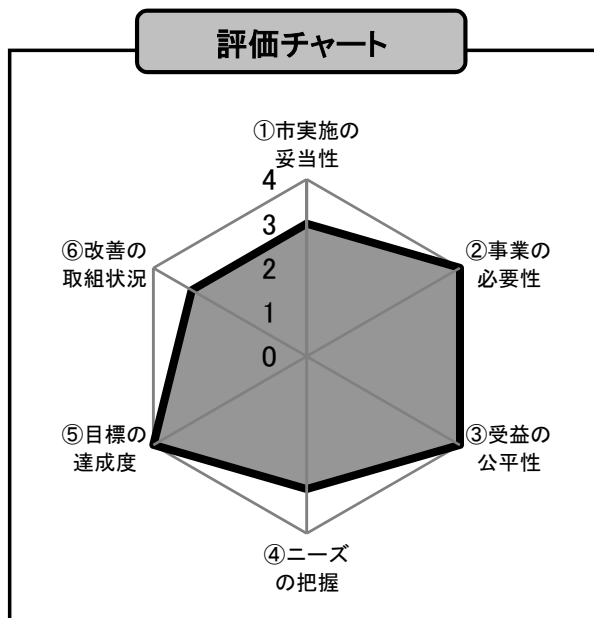 評価チャート
①市実施の
妥当性
4
3
2
1
0
②事業の
必要性
③受益の
公平性
④ニーズ
の把握
⑤目標の
達成度
⑥改善の
取組状況